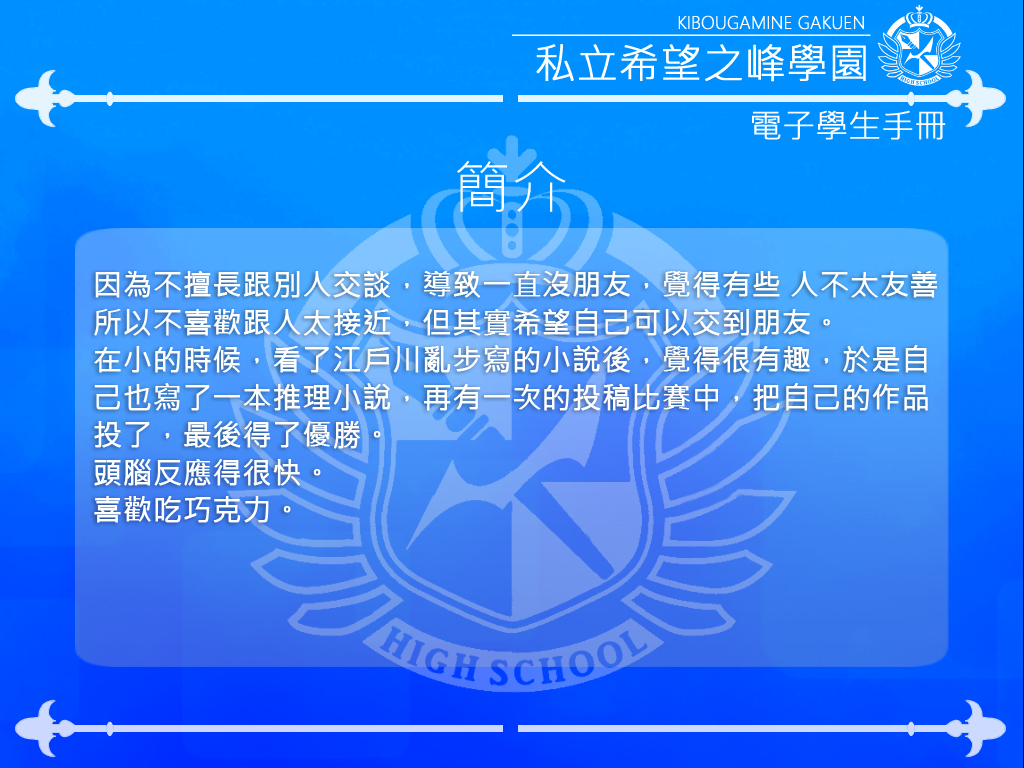 KIBOUGAMINE GAKUEN
私立希望之峰學園
HIGH SCHOOL
電子學生手冊
簡介
因為不擅長跟別人交談，導致一直沒朋友，覺得有些 人不太友善
所以不喜歡跟人太接近，但其實希望自己可以交到朋友。
在小的時候，看了江戶川亂步寫的小說後，覺得很有趣，於是自
己也寫了一本推理小說，再有一次的投稿比賽中，把自己的作品
投了，最後得了優勝。
頭腦反應得很快。
喜歡吃巧克力。
HIGH SCHOOL